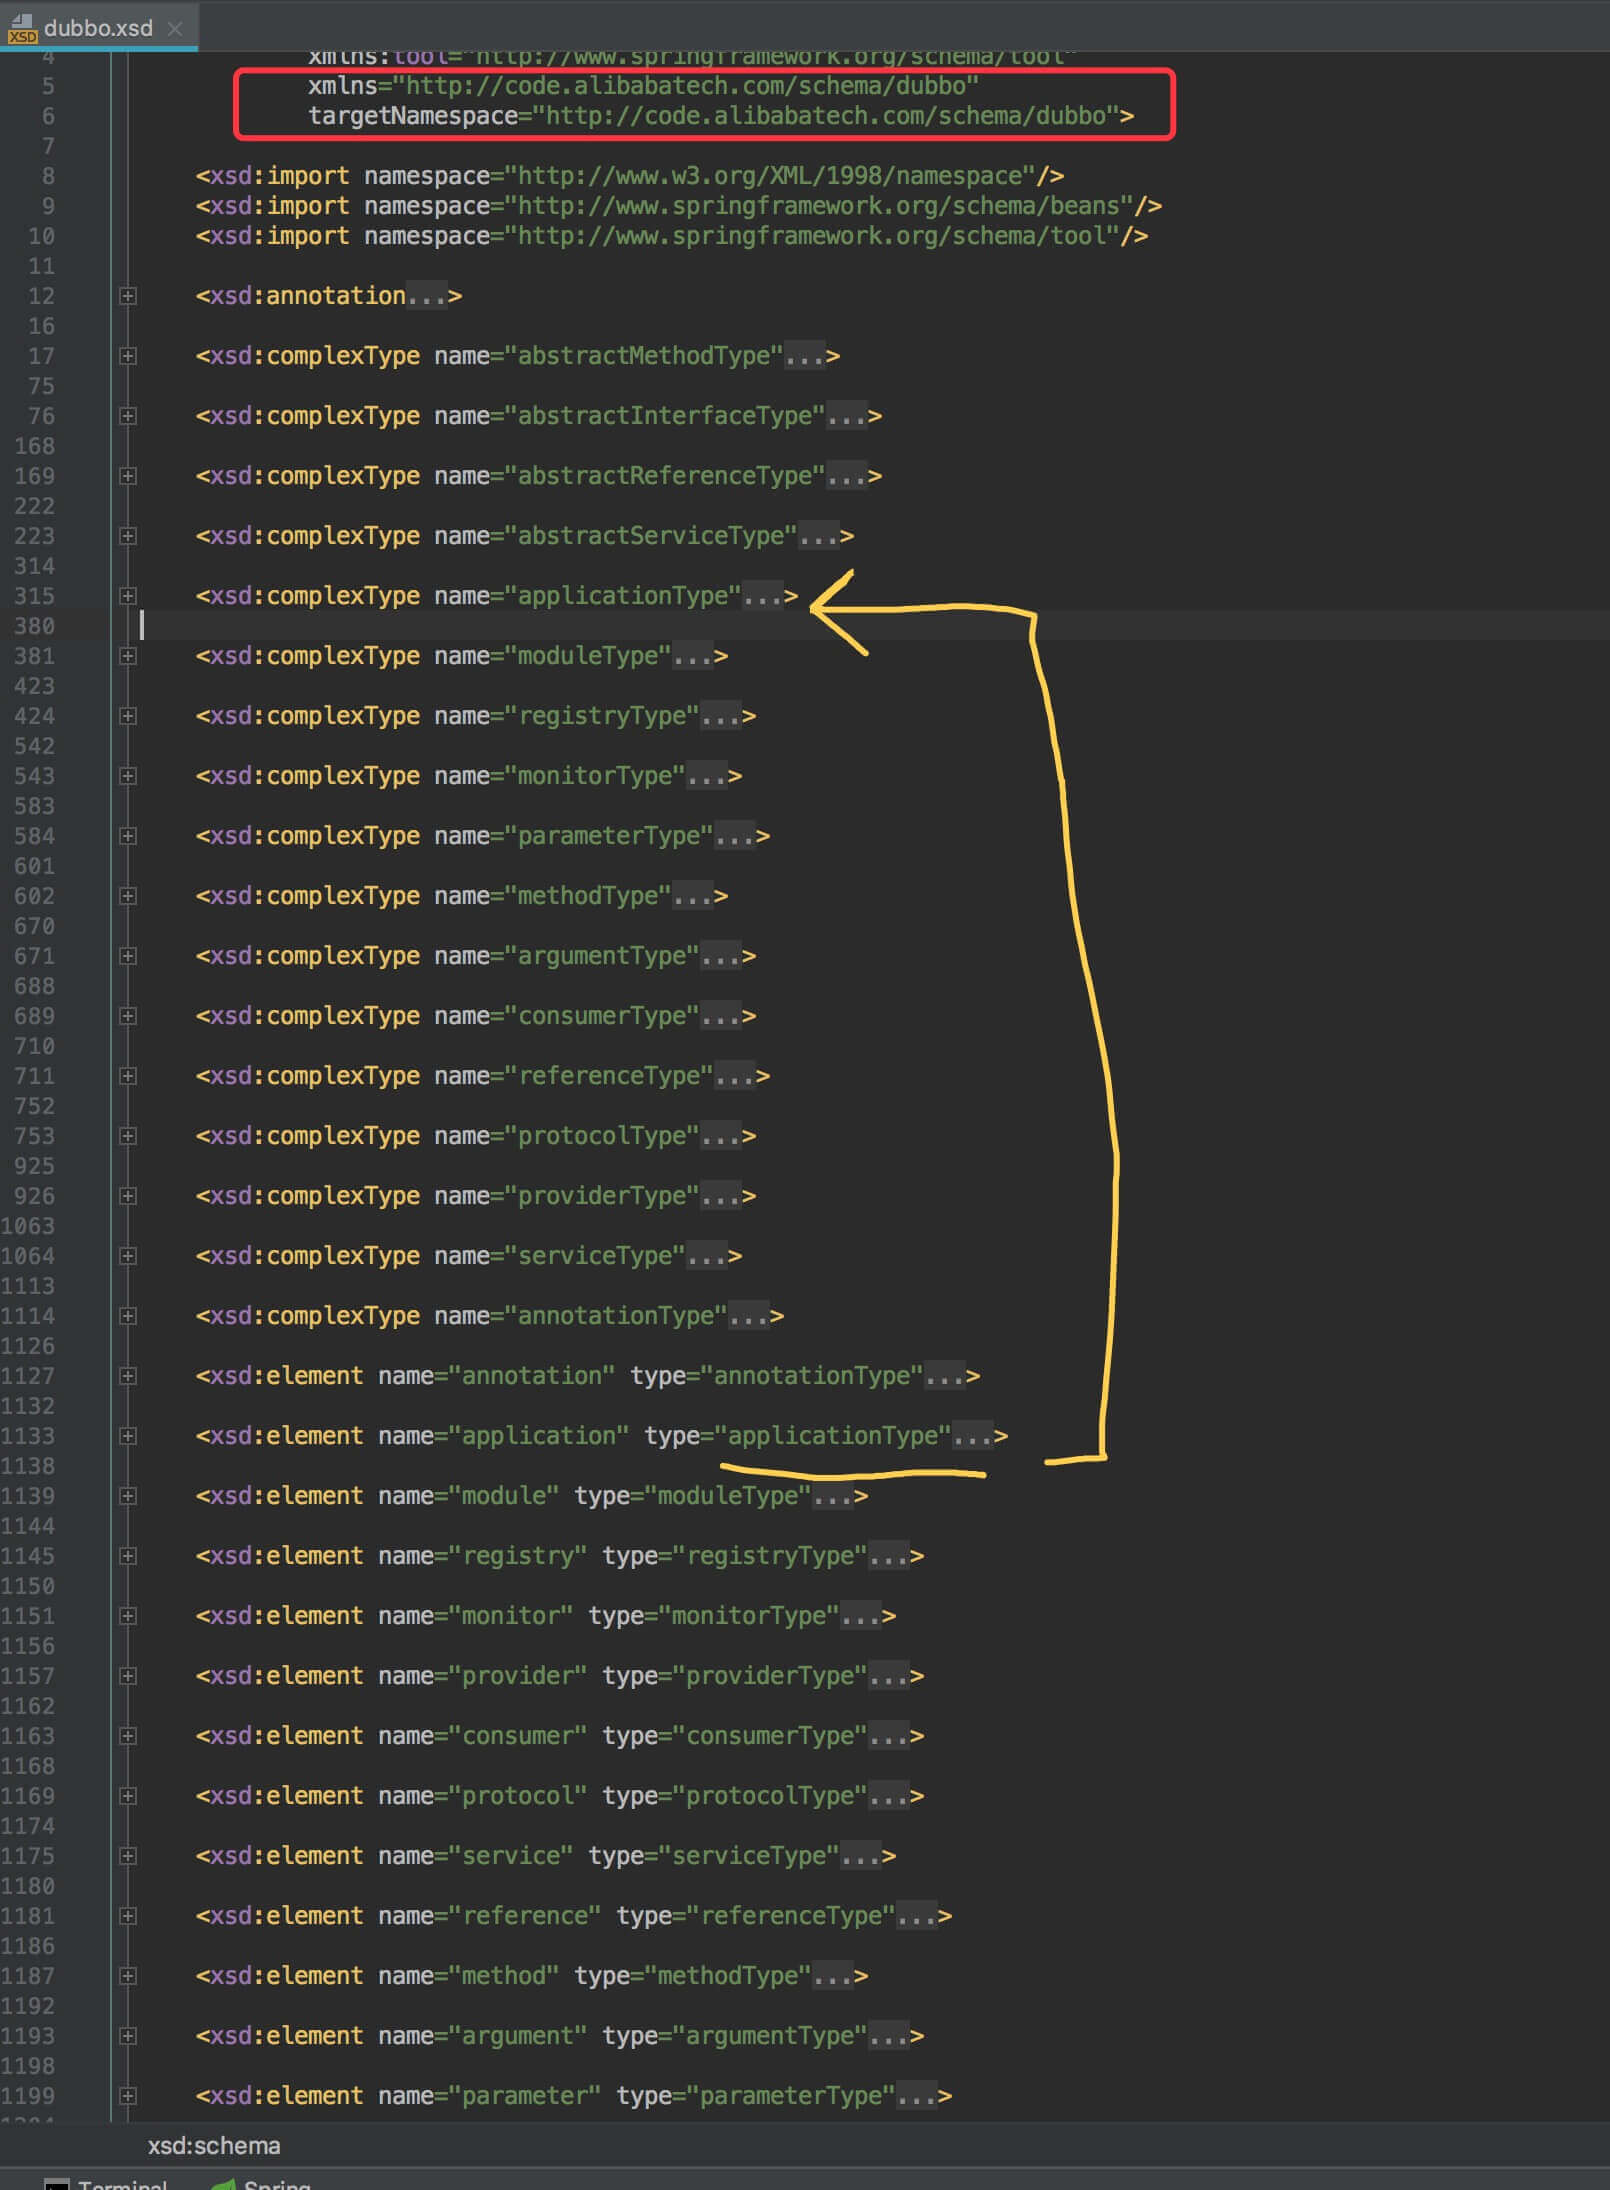 XSD dubbo.xsd
4 xmlns:tool="http://www.springframework.org/schema/tool"
5 xmlns="http://code.alibabatech.com/schema/dubbo"
6 targetNamespace="http://code.alibabatech.com/schema/dubbo">
7
8 <xsd:import namespace="http://www.w3.org/XML/1998/namespace"/>
9 <xsd:import namespace="http://www.springframework.org/schema/beans"/>
10 <xsd:import namespace="http://www.springframework.org/schema/tool"/>
11
12 <xsd:annotation...>
16
17 <xsd:complexType name="abstractMethodType"...>
75
76 <xsd:complexType name="abstractInterfaceType"...>
168
169 <xsd:complexType name="abstractReferenceType"...>
222
223 <xsd:complexType name="abstractServiceType"...>
314
315 <xsd:complexType name="applicationType"...>
380
381 <xsd:complexType name="moduleType"...>
423
424 <xsd:complexType name="registryType"...>
542
543 <xsd:complexType name="monitorType"...>
583
584 <xsd:complexType name="parameterType"...>
601
602 <xsd:complexType name="methodType"...>
670
671 <xsd:complexType name="argumentType"...>
688
689 <xsd:complexType name="consumerType"...>
710
711 <xsd:complexType name="referenceType"...>
752
753 <xsd:complexType name="protocolType"...>
925
926 <xsd:complexType name="providerType"...>
1063
1064 <xsd:complexType name="serviceType"...>
1113
1114 <xsd:complexType name="annotationType"...>
1126
1127 <xsd:element name="annotation" type="annotationType"...>
1132
1133 <xsd:element name="application" type="applicationType"...>
1138
1139 <xsd:element name="module" type="moduleType"...>
1144
1145 <xsd:element name="registry" type="registryType"...>
1150
1151 <xsd:element name="monitor" type="monitorType"...>
1156
1157 <xsd:element name="provider" type="providerType"...>
1162
1163 <xsd:element name="consumer" type="consumerType"...>
1168
1169 <xsd:element name="protocol" type="protocolType"...>
1174
1175 <xsd:element name="service" type="serviceType"...>
1180
1181 <xsd:element name="reference" type="referenceType"...>
1186
1187 <xsd:element name="method" type="methodType"...>
1192
1193 <xsd:element name="argument" type="argumentType"...>
1198
1199 <xsd:element name="parameter" type="parameterType"...>
xsd:schema
Terminal Spring